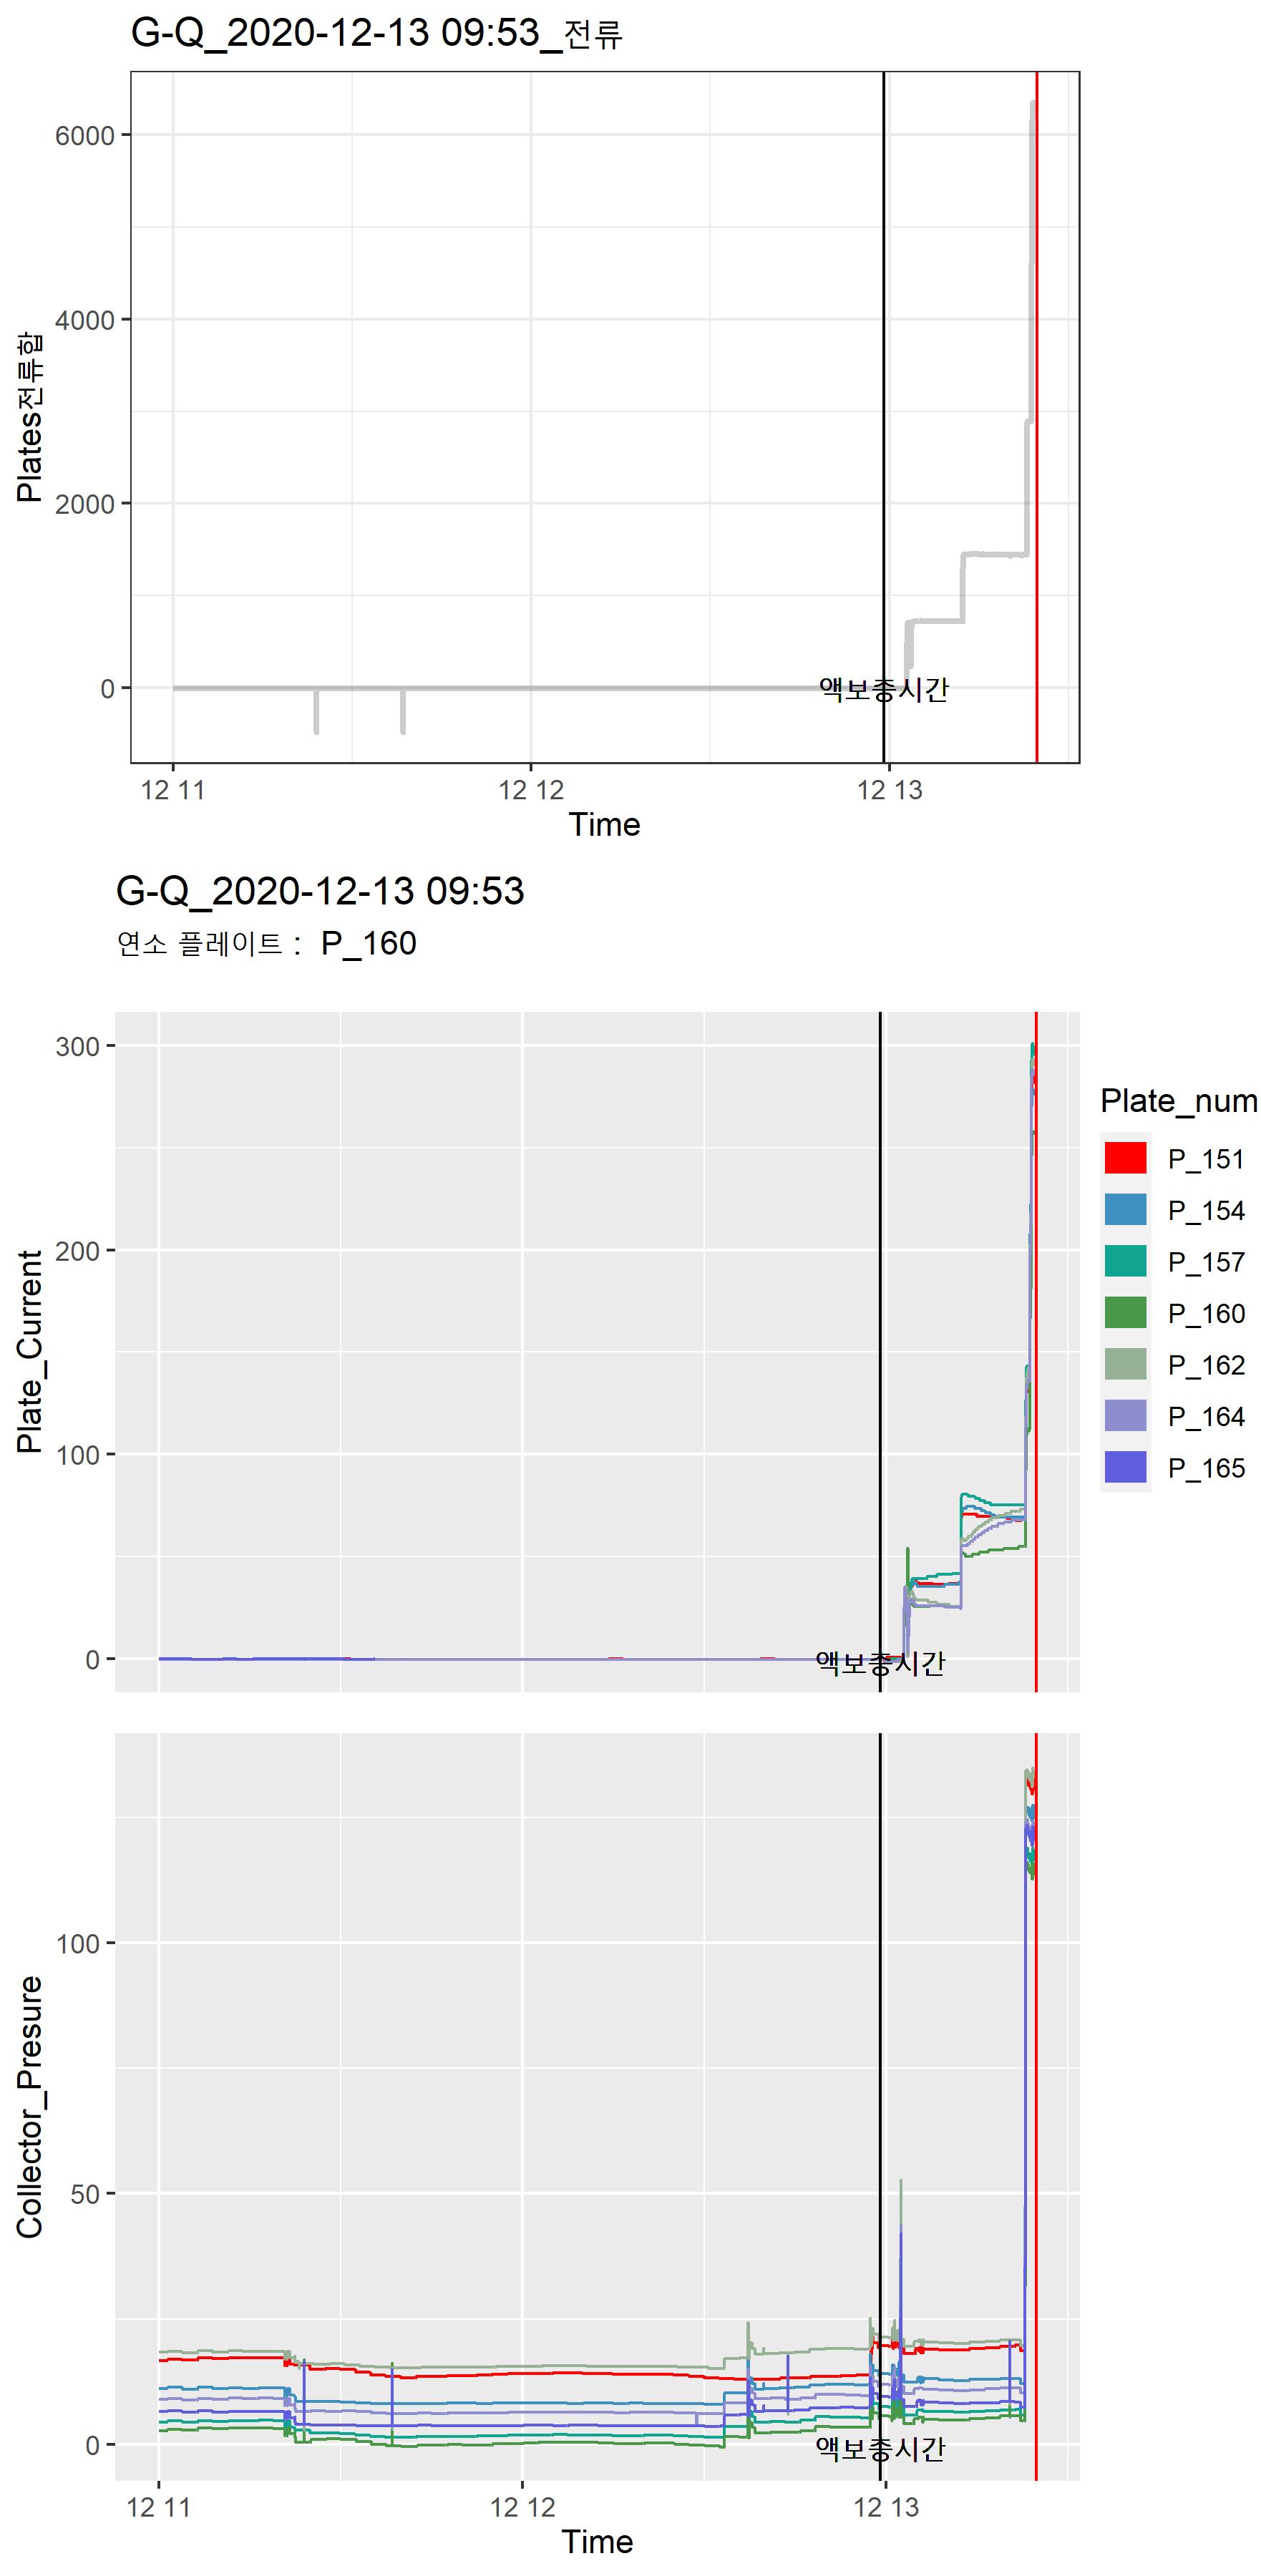 G-Q_2020-12-13 09:53_전류
Plates전류합
6000
4000
2000
0
액보충시간
12 11
12 12
12 13
Time
G-Q_2020-12-13 09:53
연소 플레이트 : P_160
Plate_Current
300
200
100
0
액보충시간
Plate_num
P_151
P_154
P_157
P_160
P_162
P_164
P_165
Collector_Presure
100
50
0
액보충시간
12 11
12 12
12 13
Time